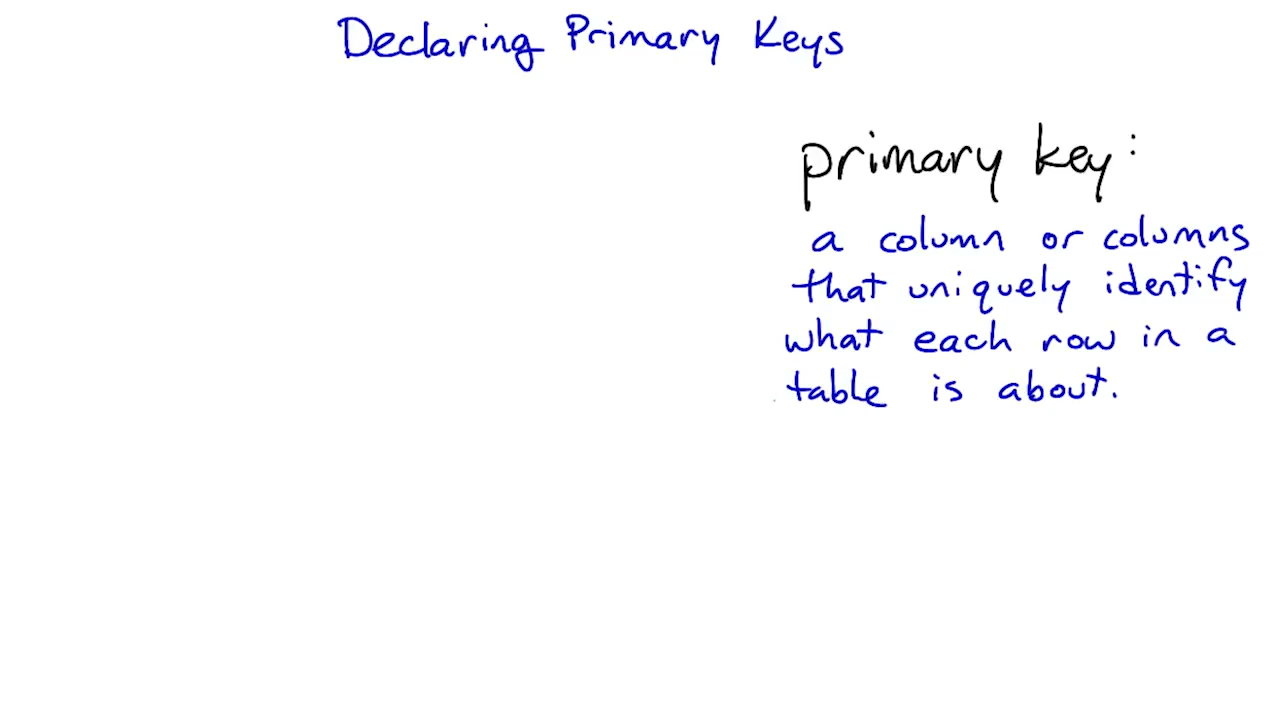 Declaring Primary Keys
primary key:
a column or columns
that uniquely identify
what each row in a
table is about.